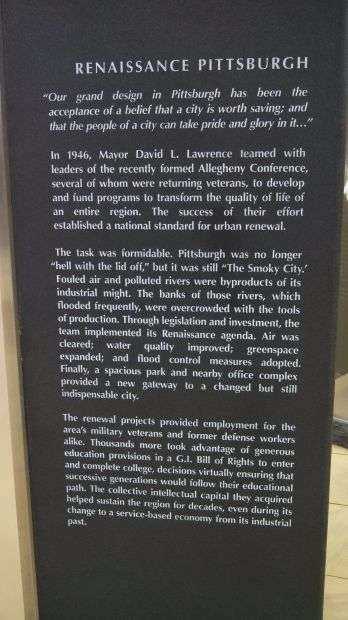 RENAISSANCE PITTSBURGH
“Our grand design in Pittsburgh has been the
acceptance of a belief that a city is worth saving; and
that the people of a city can take pride and glory in it...”
In 1946, Mayor David L. Lawrence teamed with
leaders of the recently formed Allegheny Conference,
several of whom were returning veterans, to develop
and fund programs to transform the quality of life of
an entire region. The success of their effort
established a national standard for urban renewal.
The task was formidable. Pittsburgh was no longer
“hell with the lid off,” but it was still “The Smoky City.’
Fouled air and polluted rivers were byproducts of its
industrial might. The banks of those rivers, which
flooded frequently, were overcrowded with the tools
of production. Through legislation and investment, the
team implemented its Renaissance agenda. Air was
cleared; water quality improved; greenspace
expanded; and flood control measures adopted.
Finally, a spacious park and nearby office complex
provided a new gateway to a changed but still
indispensable city.
The renewal projects provided employment for the
area’s military veterans and former defense workers
alike. Thousands more took advantage of generous
education provisions in a G.I. Bill of Rights to enter
and complete college, decisions virtually ensuring that
successive generations would follow their educational
path. The collective intellectual capital they acquired
helped sustain the region for decades, even during its
change to a service-based economy from its industrial
past.